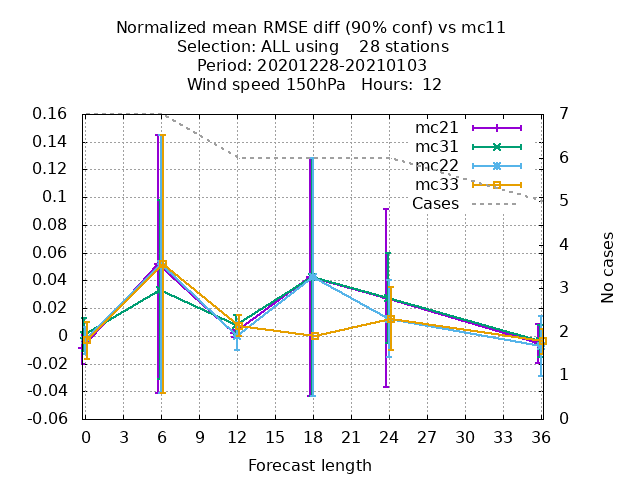 Normalized mean RMSE diff (90% conf) vs mc11
Selection: ALL using    28 stations
Period: 20201228-20210103
Wind speed 150hPa   Hours:  12
0.16
0.14
0.12
0.1
0.08
0.06
0.04
0.02
0
-0.02
-0.04
-0.06
mc21
mc31
mc22
mc33
Cases
7
6
5
4
3
2
1
0
No cases
0 3 6 9 12 15 18 21 24 27 30 33 36
Forecast length